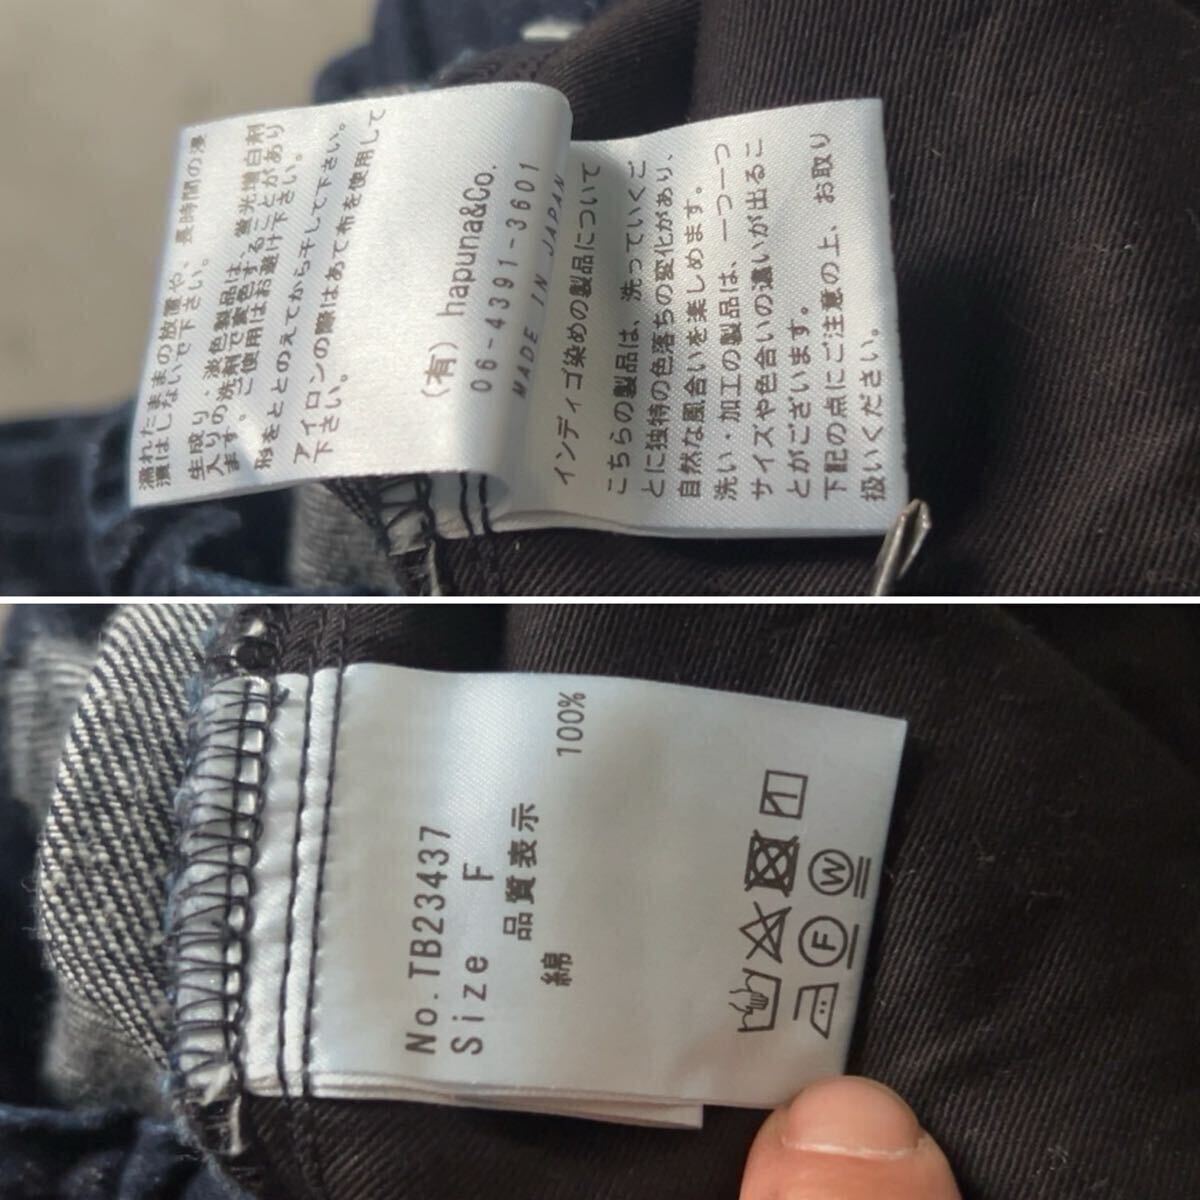 濡れたままの放置や、長時間の浸
漬はしないで下さい。
生成り、淡色製品は、蛍光増白剤
入りの洗剤で変色することがあり
ます。ご使用はお避け下さい。
形をととのえてから干して下さい。
アイロンの際はあて布を使用して
下さい。
(有) hapuna&Co.
06-4391-3601
MADE IN JAPAN
インディゴ染めの製品について
こちらの製品は、洗っていくご
とに独特の色落ちの変化があり、
自然な風合いを楽しめます。
洗い・加工の製品は、一つ一つ
サイズや色合いの違いが出るこ
とがございます。
下記の点にご注意の上、お取り
扱いください。
No.TB23437
Size F
品質表示
綿 100%
F W